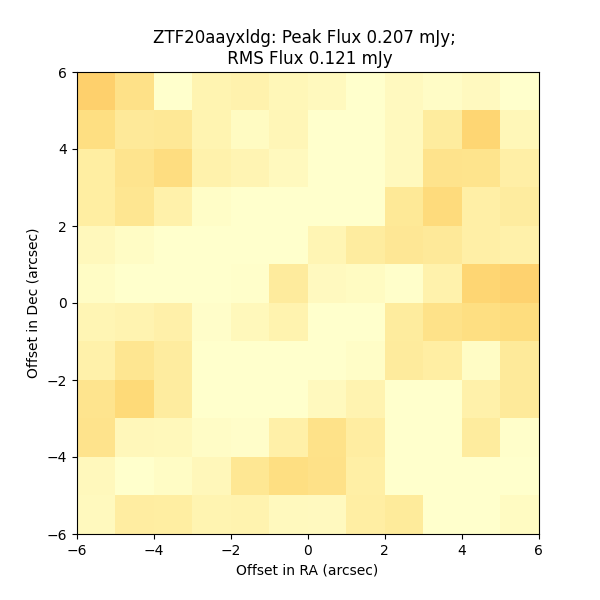 ZTF20aayxldg: Peak Flux 0.207 mJy;
RMS Flux 0.121 mJy
6
4
2
0
−2
−4
−6
Offset in Dec (arcsec)
−6 −4 −2 0 2 4 6
Offset in RA (arcsec)